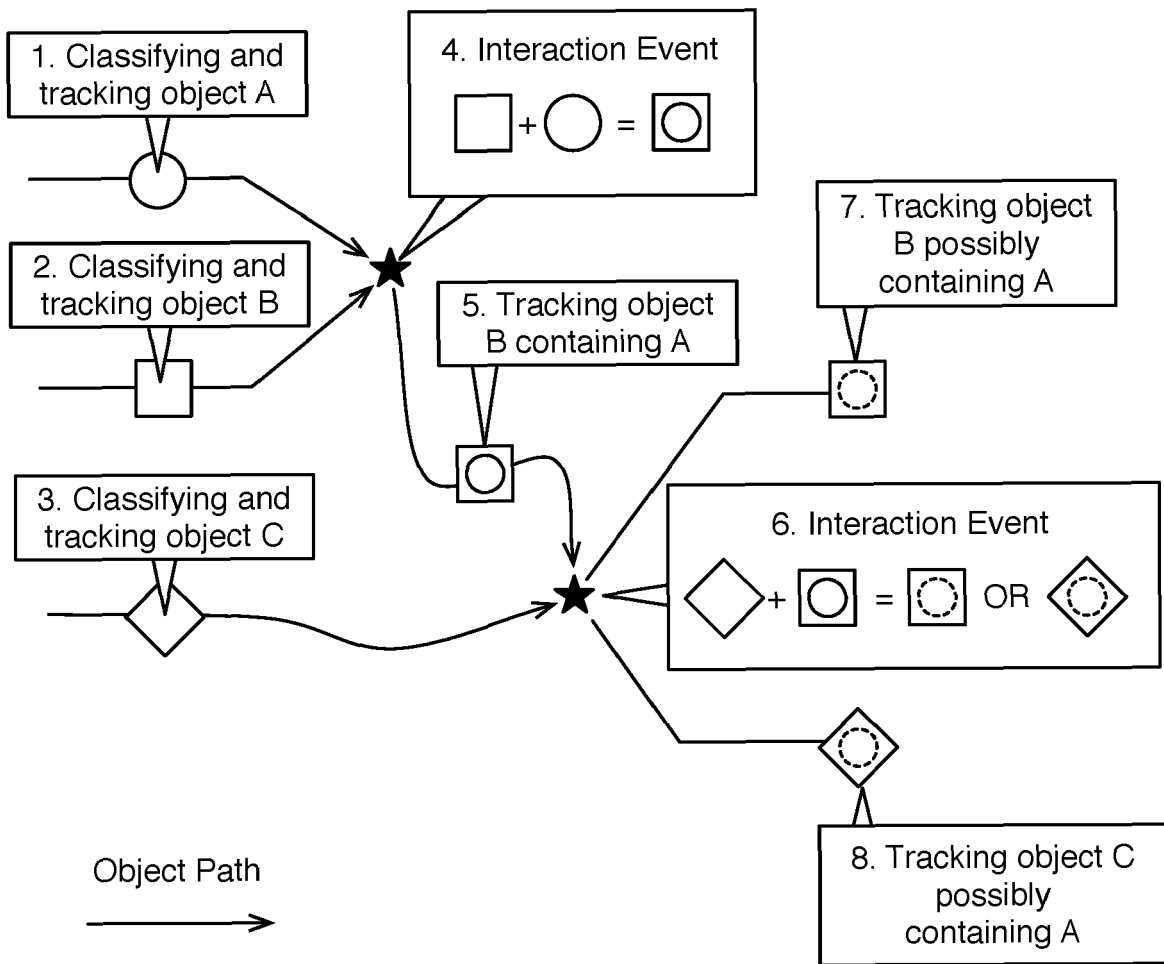 1. Classifying and
tracking object A
4. Interaction Event
+ =
2. Classifying and
tracking object B
7. Tracking object
B possibly
containing A
5. Tracking object
B containing A
3. Classifying and
tracking object C
6. Interaction Event
+ = OR
8. Tracking object C
possibly
containing A
Object Path